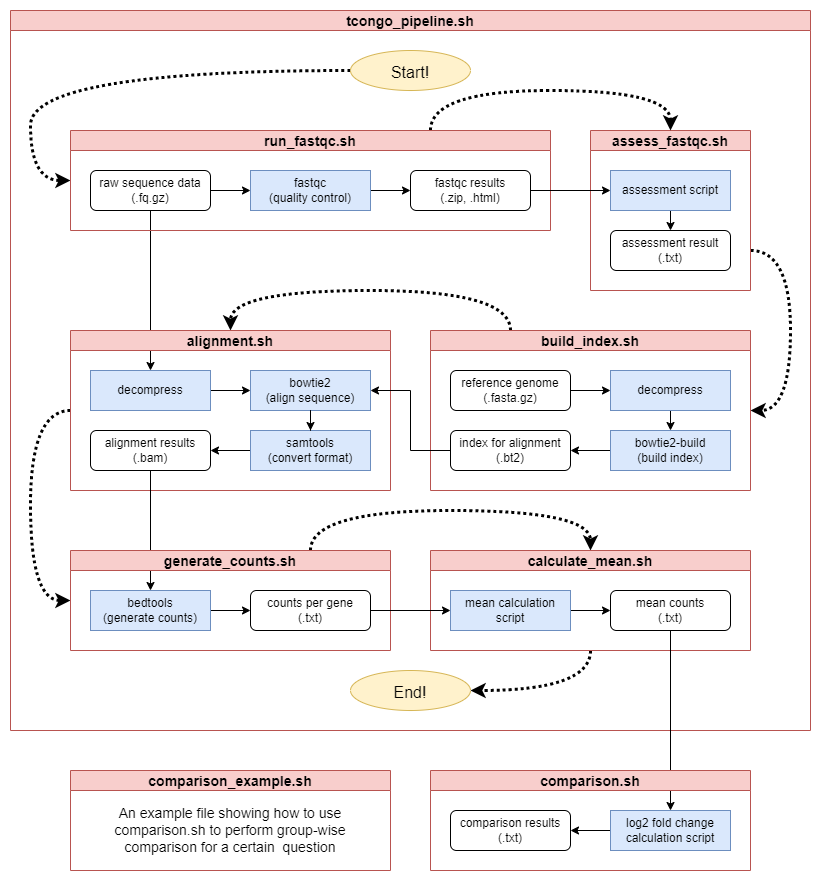 tcongo_pipeline.sh
Start!
run_fastqc.sh
raw sequence data
(.fq.gz)
fastqc
(quality control)
fastqc results
(.zip, .html)
assess_fastqc.sh
assessment script
assessment result
(.txt)
alignment.sh
decompress
bowtie2
(align sequence)
alignment results
(.bam)
samtools
(convert format)
build_index.sh
reference genome
(.fasta.gz)
decompress
index for alignment
(.bt2)
bowtie2-build
(build index)
generate_counts.sh
bedtools
(generate counts)
counts per gene
(.txt)
calculate_mean.sh
mean calculation
script
mean counts
(.txt)
End!
comparison_example.sh
An example file showing how to use
comparison.sh to perform group-wise
comparison for a certain question
comparison.sh
comparison results
(.txt)
log2 fold change
calculation script